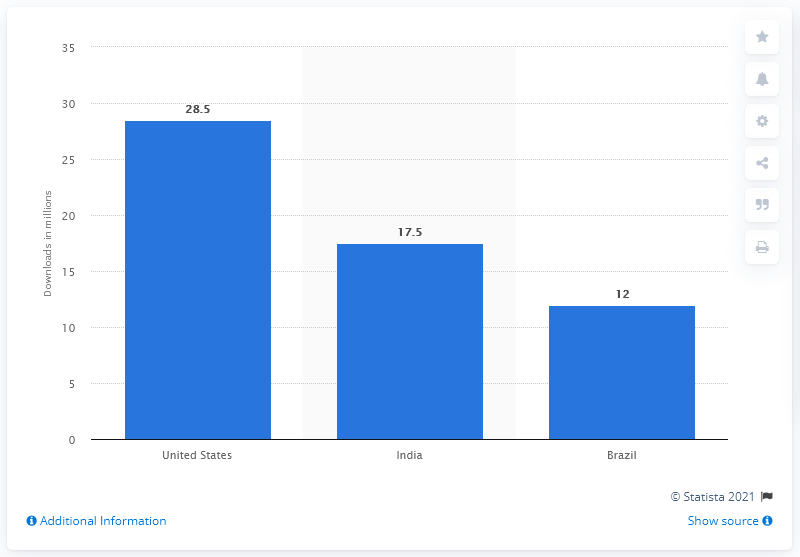 35
30
25
20
15
10
5
0
Downloads in millions
28.5
17.5
12
United States
India
Brazil
© Statista 2021
Additional Information
Show source